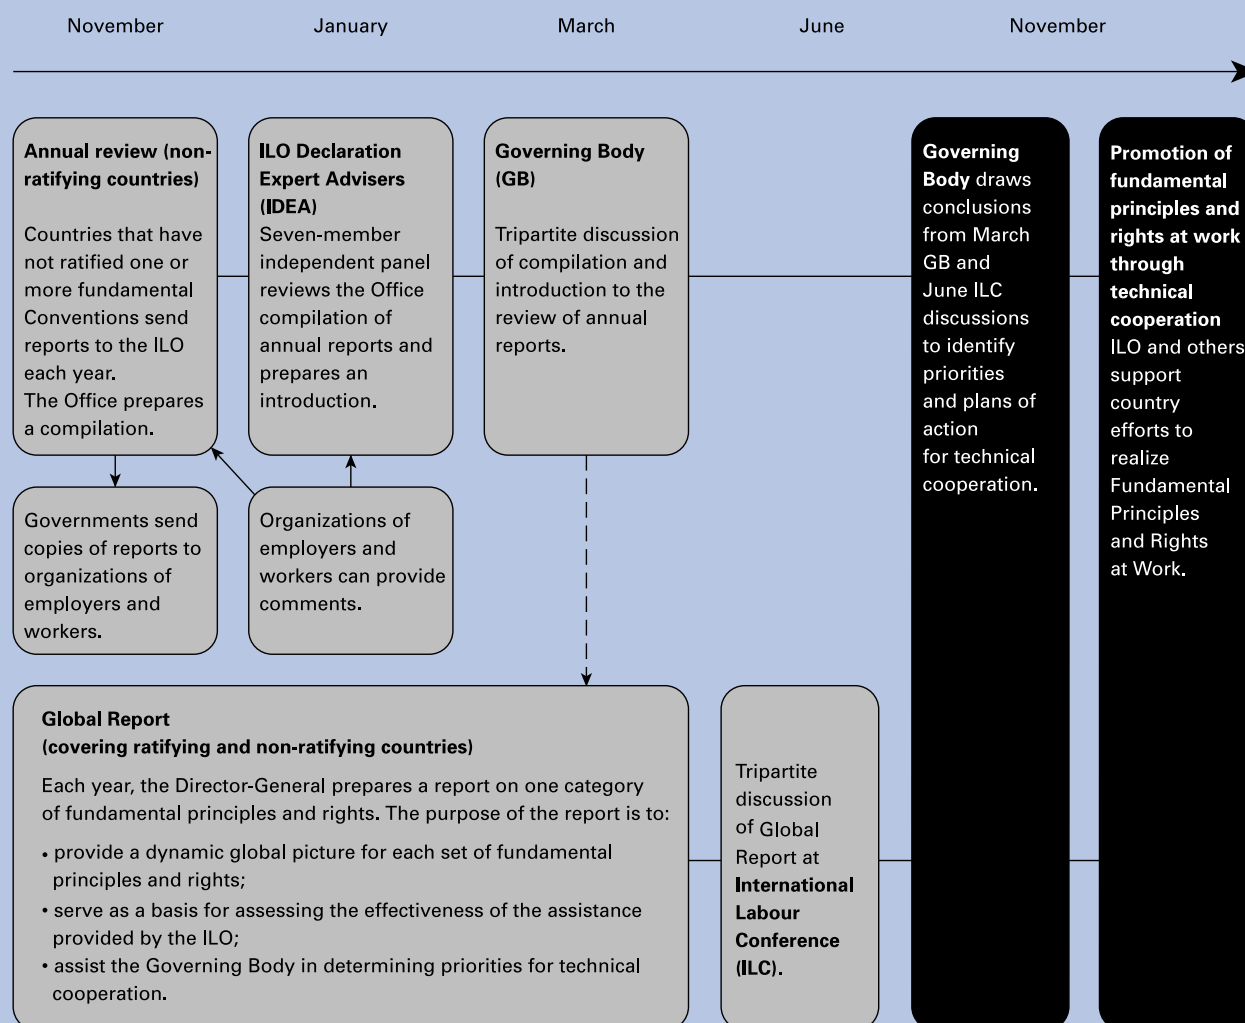 November
January
March
June
November
Annual review (non-
ratifying countries)
Countries that have
not ratified one or
more fundamental
Conventions send
reports to the ILO
each year.
The Office prepares
a compilation.
ILO Declaration
Expert Advisers
(IDEA)
Seven-member
independent panel
reviews the Office
compilation of
annual reports and
prepares an
introduction.
Governing Body
(GB)
Tripartite discussion
of compilation and
introduction to the
review of annual
reports.
Governing
Body draws
conclusions
from March
GB and
June ILC
discussions
to identify
priorities
and plans of
action
for technical
cooperation.
Promotion of
fundamental
principles and
rights at work
through
technical
cooperation
ILO and others
support
country
efforts to
realize
Fundamental
Principles
and Rights
at Work.
Governments send
copies of reports to
organizations of
employers and
workers.
Organizations of
employers and
workers can provide
comments.
Global Report
(covering ratifying and non-ratifying countries)
Each year, the Director-General prepares a report on one category
of fundamental principles and rights. The purpose of the report is to:
• provide a dynamic global picture for each set of fundamental
principles and rights;
• serve as a basis for assessing the effectiveness of the assistance
provided by the ILO;
• assist the Governing Body in determining priorities for technical
cooperation.
Tripartite
discussion
of Global
Report at
International
Labour
Conference
(ILC).